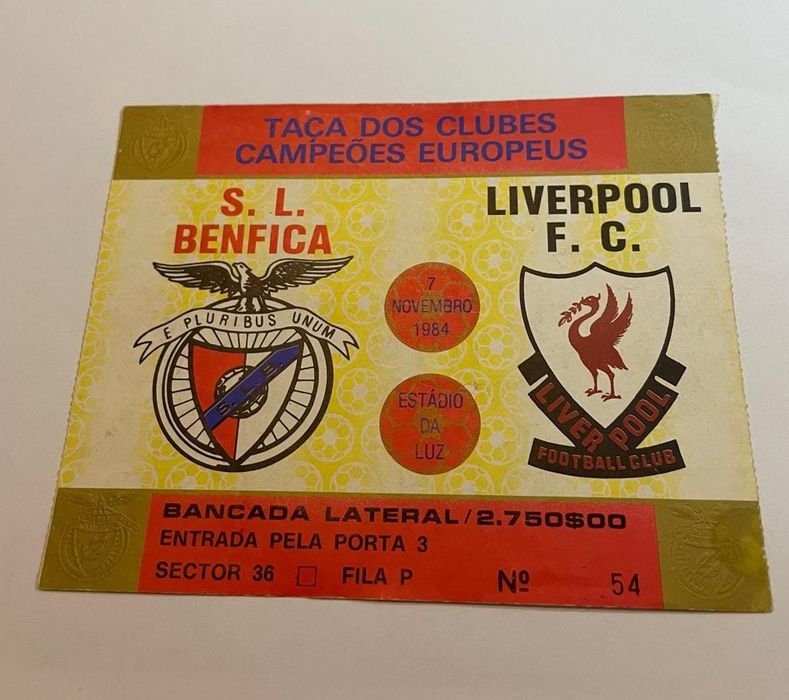 TAÇA DOS CLUBES
CAMPEÕES EUROPEUS
S. L.
BENFICA
LIVERPOOL
F. C.
E PLURIBUS UNUM
S. L. B.
7
NOVEMBRO
1984
ESTÁDIO
DA
LUZ
LIVERPOOL
FOOTBALL CLUB
BANCADA LATERAL/2.750$00
ENTRADA PELA PORTA 3
SECTOR 36 FILA P Nº 54